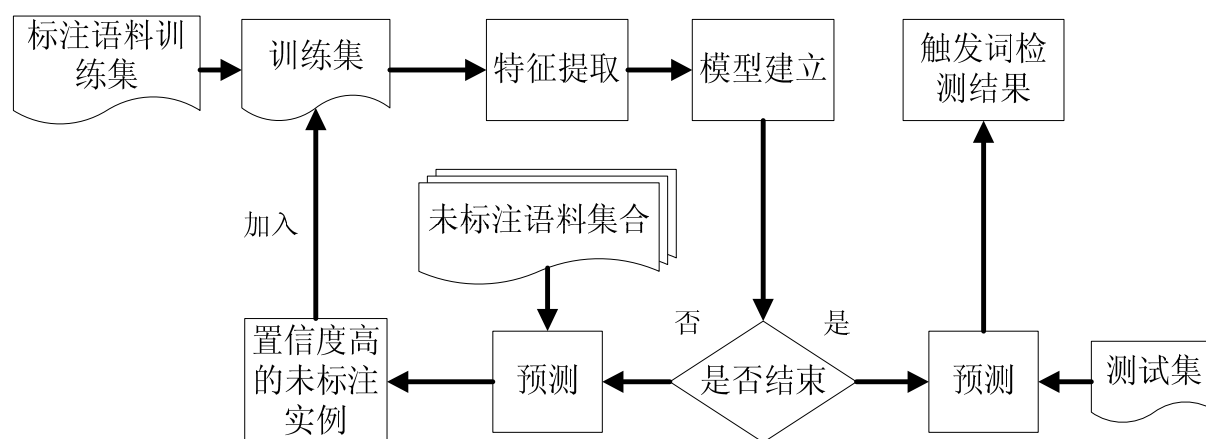 标注语料训
练集
训练集
特征提取
模型建立
触发词检
测结果
未标注语料集合
加入
否
是
置信度高
的未标注
实例
预测
是否结束
预测
测试集